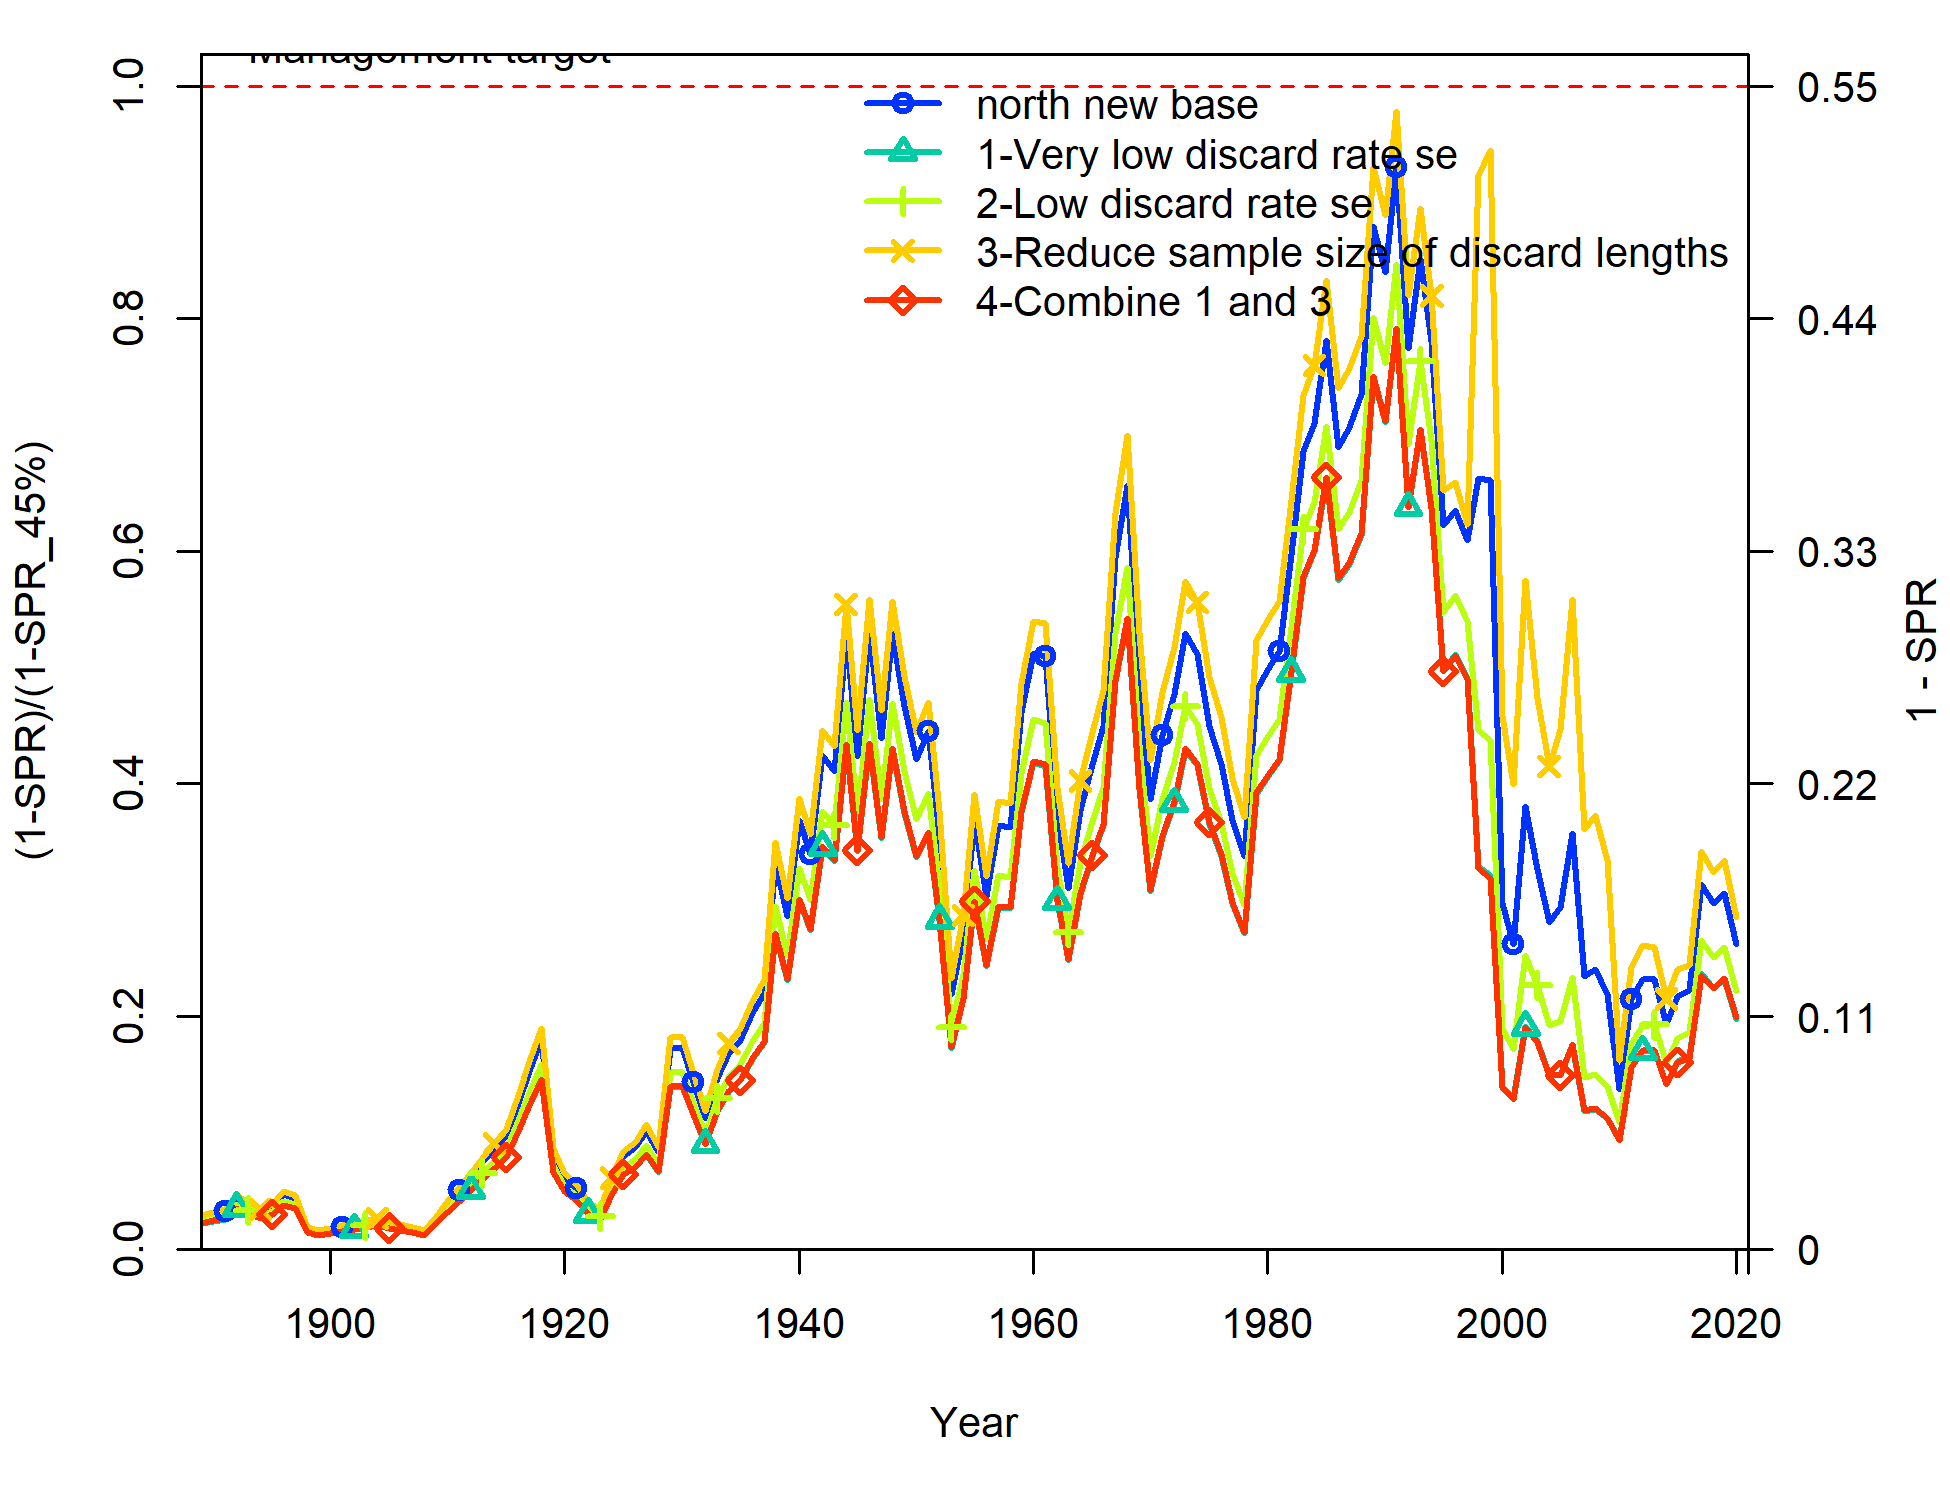 Management target
north new base
1-Very low discard rate se
2-Low discard rate se
3-Reduce sample size of discard lengths
4-Combine 1 and 3
(1-SPR)/(1-SPR_45%)
0.0
0.2
0.4
0.6
0.8
1.0
1 - SPR
0
0.11
0.22
0.33
0.44
0.55
1900
1920
1940
1960
1980
2000
2020
Year